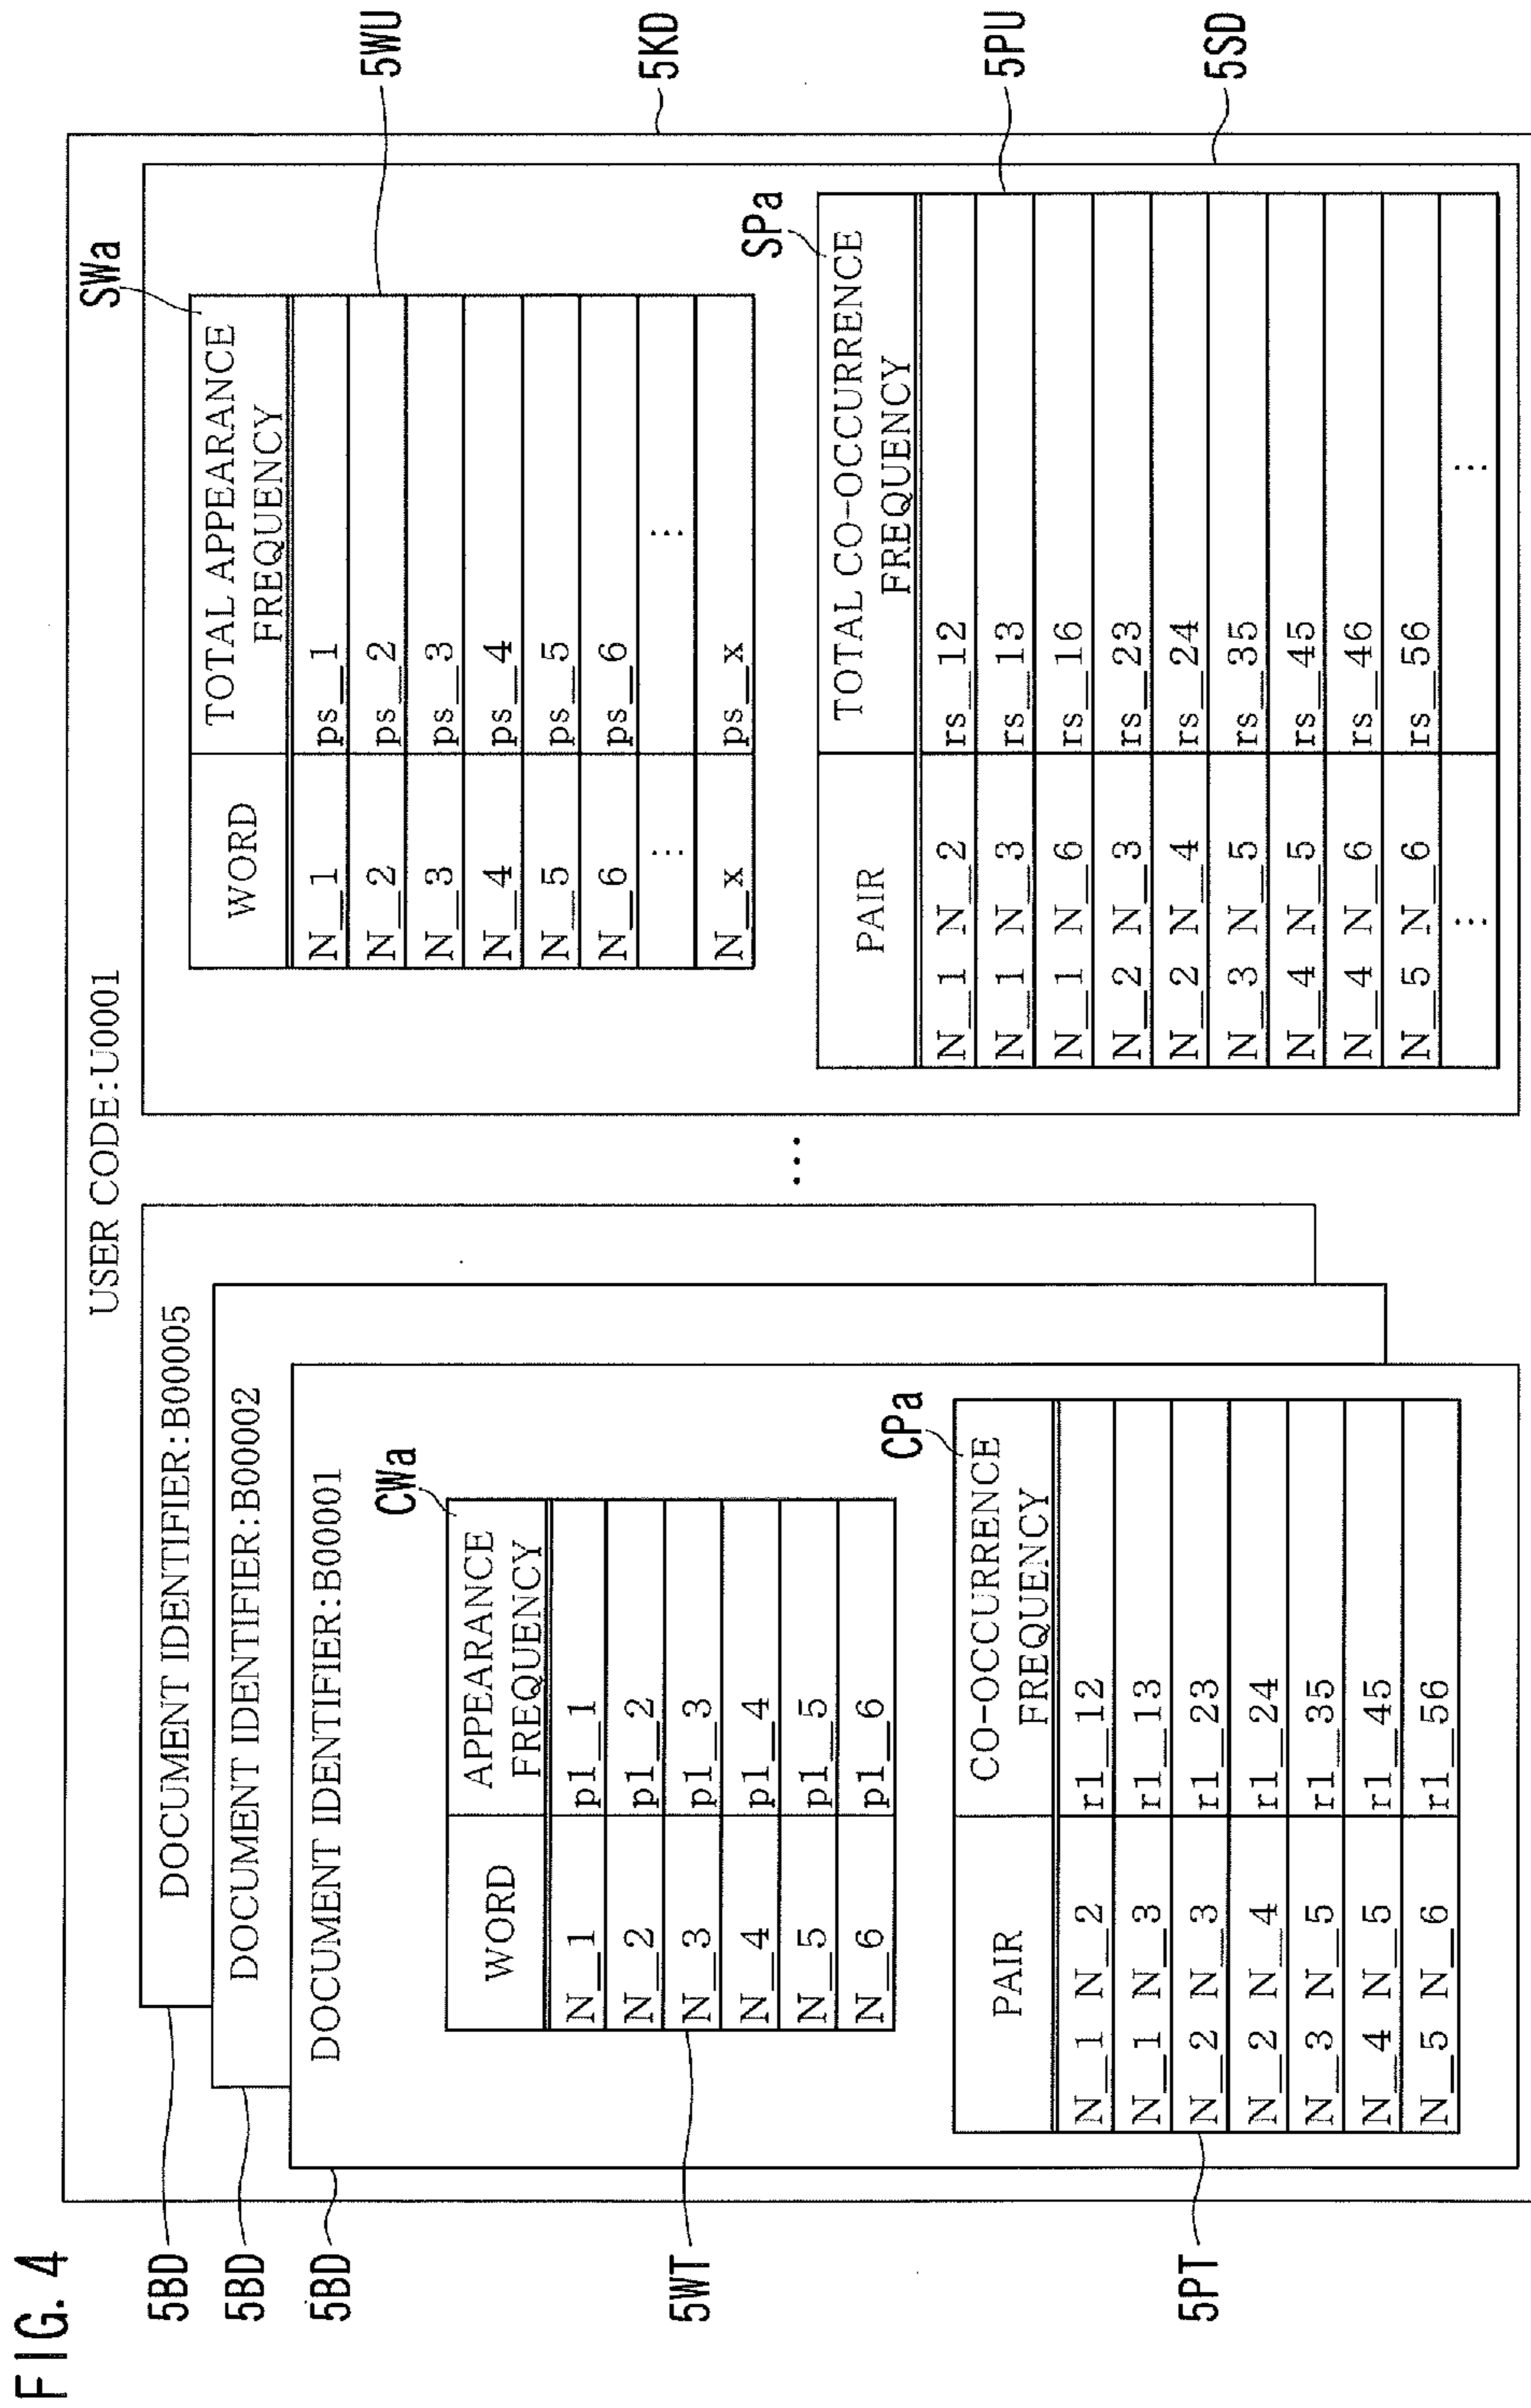 FIG. 4
USER CODE:U0001
5BD
DOCUMENT IDENTIFIER:B00005
5BD
DOCUMENT IDENTIFIER:B00002
5BD
DOCUMENT IDENTIFIER:B00001
CWa
WORD APPEARANCE FREQUENCY
N_1 p1_1
N_2 p1_2
N_3 p1_3
N_4 p1_4
N_5 p1_5
N_6 p1_6
5WT
CPa
PAIR CO-OCCURRENCE FREQUENCY
N_1 N_2 r1_12
N_1 N_3 r1_13
N_2 N_3 r1_23
N_2 N_4 r1_24
N_3 N_5 r1_35
N_4 N_5 r1_45
N_5 N_6 r1_56
5PT
...
SWa
WORD TOTAL APPEARANCE FREQUENCY
N_1 ps_1
N_2 ps_2
N_3 ps_3
N_4 ps_4
N_5 ps_5
N_6 ps_6
⋮ ⋮
N_x ps_x
5WU
5KD
SPa
PAIR TOTAL CO-OCCURRENCE FREQUENCY
N_1 N_2 rs_12
N_1 N_3 rs_13
N_1 N_6 rs_16
N_2 N_3 rs_23
N_2 N_4 rs_24
N_3 N_5 rs_35
N_4 N_5 rs_45
N_4 N_6 rs_46
N_5 N_6 rs_56
⋮ ⋮
5PU
5SD